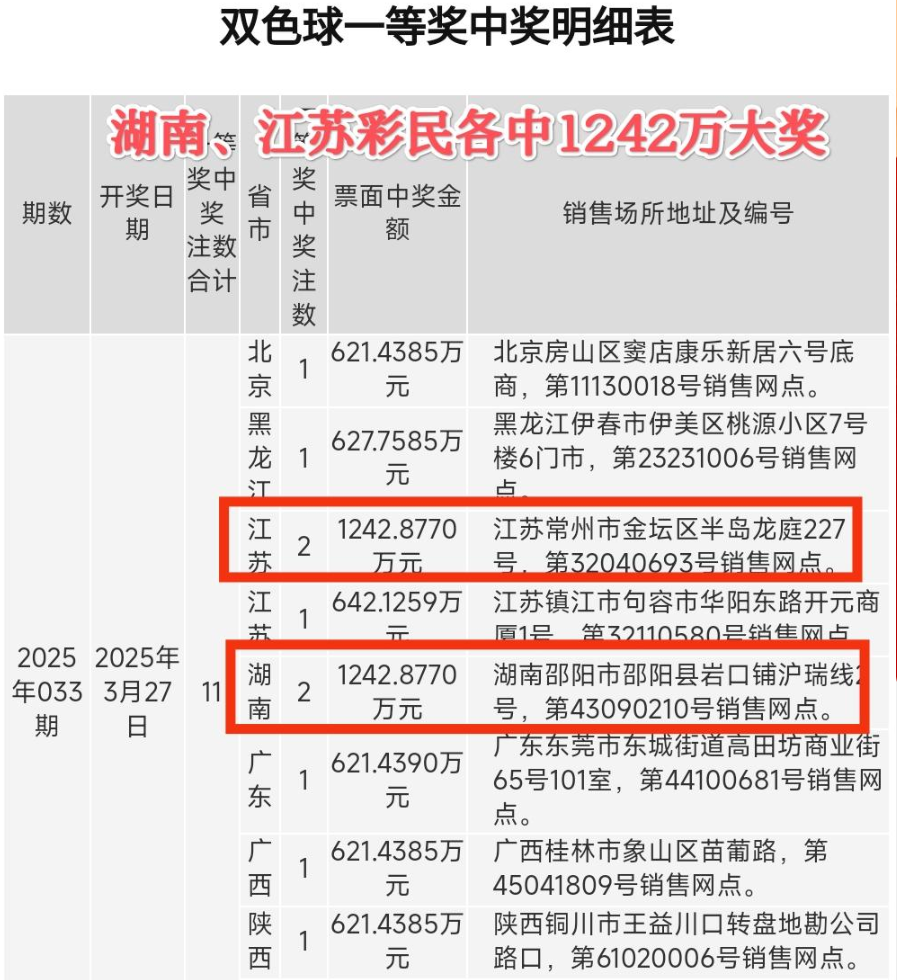 双色球一等奖中奖明细表
湖南、江苏彩民各中1242万大奖
期数
开奖日
期
等
奖中
奖
注数
合计
省
市
奖
中
奖
注
数
票面中奖金
额
销售场所地址及编号
2025
年033
期
2025年
3月27
日
11
北
京
1
621.4385万
元
北京房山区窦店康乐新居六号底
商，第11130018号销售网点。
黑
龙
江
1
627.7585万
元
黑龙江伊春市伊美区桃源小区7号
楼6门市，第23231006号销售网
点。
江
苏
2
1242.8770
万元
江苏常州市金坛区半岛龙庭227
号，第32040693号销售网点。
江
苏
1
642.1259万
元
江苏镇江市句容市华阳东路开元商
厦1号，第32110580号销售网点
湖
南
2
1242.8770
万元
湖南邵阳市邵阳县岩口铺沪瑞线2
号，第43090210号销售网点。
广
东
1
621.4390万
元
广东东莞市东城街道高田坊商业街
65号101室，第44100681号销售网
点。
广
西
1
621.4385万
元
广西桂林市象山区苗葡路，第
45041809号销售网点。
陕
西
1
621.4385万
元
陕西铜川市王益川口转盘地勘公司
路口，第61020006号销售网点。